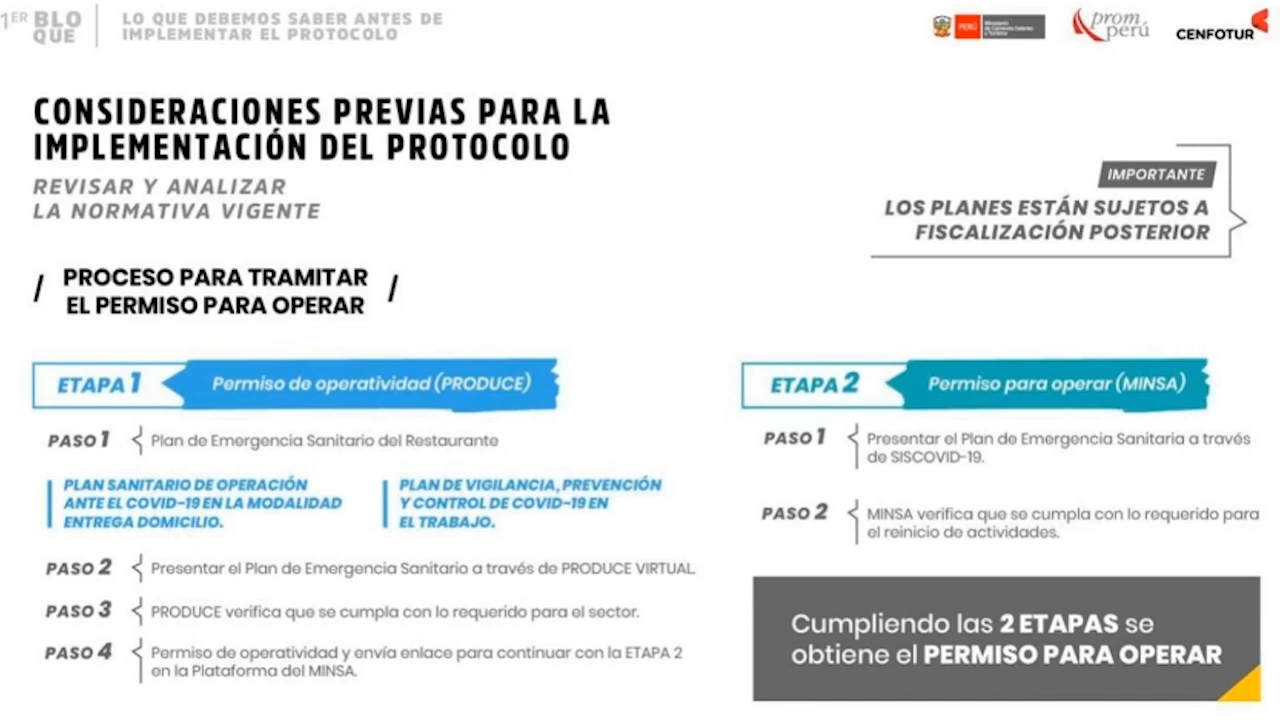 1ER BLO
QUE
LO QUE DEBEMOS SABER ANTES DE
IMPLEMENTAR EL PROTOCOLO
PERÚ
Ministerio
de Comercio Exterior
y Turismo
prom
perú
CENFOTUR
CONSIDERACIONES PREVIAS PARA LA
IMPLEMENTACIÓN DEL PROTOCOLO
REVISAR Y ANALIZAR
LA NORMATIVA VIGENTE
IMPORTANTE
LOS PLANES ESTÁN SUJETOS A
FISCALIZACIÓN POSTERIOR
/ PROCESO PARA TRAMITAR /
EL PERMISO PARA OPERAR
ETAPA 1 Permiso de operatividad (PRODUCE)
PASO 1 Plan de Emergencia Sanitario del Restaurante
PLAN SANITARIO DE OPERACIÓN
ANTE EL COVID-19 EN LA MODALIDAD
ENTREGA DOMICILIO.
PLAN DE VIGILANCIA, PREVENCIÓN
Y CONTROL DE COVID-19 EN
EL TRABAJO.
PASO 2 Presentar el Plan de Emergencia Sanitario a través de PRODUCE VIRTUAL.
PASO 3 PRODUCE verifica que se cumpla con lo requerido para el sector.
PASO 4 Permiso de operatividad y envía enlace para continuar con la ETAPA 2
en la Plataforma del MINSA.
ETAPA 2 Permiso para operar (MINSA)
PASO 1 Presentar el Plan de Emergencia Sanitaria a través
de SISCOVID-19.
PASO 2 MINSA verifica que se cumpla con lo requerido para
el reinicio de actividades.
Cumpliendo las 2 ETAPAS se
obtiene el PERMISO PARA OPERAR